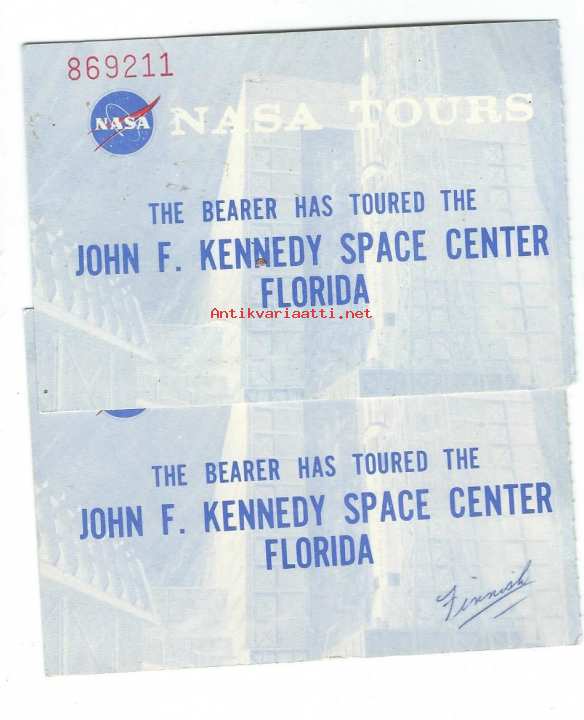 869211
NASA NASA TOURS
THE BEARER HAS TOURED THE
JOHN F. KENNEDY SPACE CENTER
FLORIDA
Antikvariaatti.net
THE BEARER HAS TOURED THE
JOHN F. KENNEDY SPACE CENTER
FLORIDA
Finnish